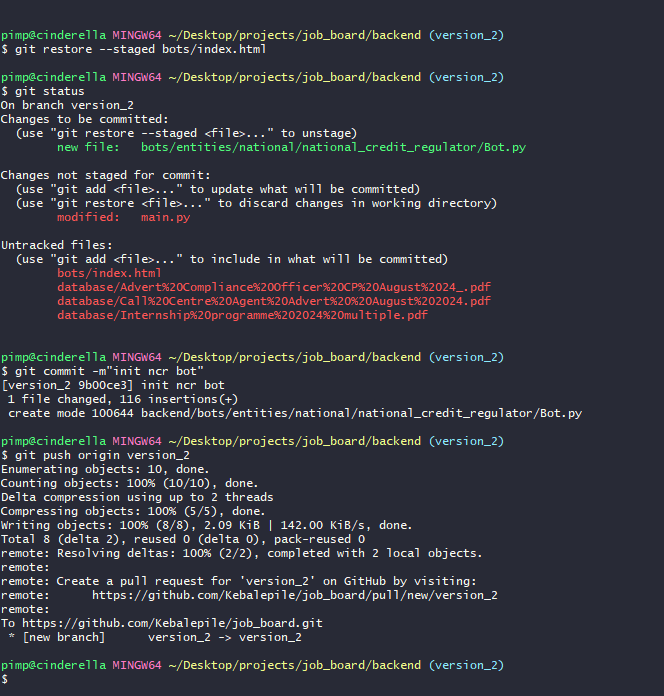 pimp@cinderella MINGW64 ~/Desktop/projects/job_board/backend (version_2)
$ git restore --staged bots/index.html
pimp@cinderella MINGW64 ~/Desktop/projects/job_board/backend (version_2)
$ git status
On branch version_2
Changes to be committed:
  (use "git restore --staged <file>..." to unstage)
        new file:   bots/entities/national/national_credit_regulator/Bot.py
Changes not staged for commit:
  (use "git add <file>..." to update what will be committed)
  (use "git restore <file>..." to discard changes in working directory)
        modified:   main.py
Untracked files:
  (use "git add <file>..." to include in what will be committed)
        bots/index.html
        database/Advert%20Compliance%20Officer%20CP%20August%2024_.pdf
        database/Call%20Centre%20Agent%20Advert%20%20August%202024.pdf
        database/Internship%20programme%202024%20multiple.pdf
pimp@cinderella MINGW64 ~/Desktop/projects/job_board/backend (version_2)
$ git commit -m"init ncr bot"
[version_2 9b00ce3] init ncr bot
 1 file changed, 116 insertions(+)
 create mode 100644 backend/bots/entities/national/national_credit_regulator/Bot.py
pimp@cinderella MINGW64 ~/Desktop/projects/job_board/backend (version_2)
$ git push origin version_2
Enumerating objects: 10, done.
Counting objects: 100% (10/10), done.
Delta compression using up to 2 threads
Compressing objects: 100% (5/5), done.
Writing objects: 100% (8/8), 2.09 KiB | 142.00 KiB/s, done.
Total 8 (delta 2), reused 0 (delta 0), pack-reused 0
remote: Resolving deltas: 100% (2/2), completed with 2 local objects.
remote:
remote: Create a pull request for 'version_2' on GitHub by visiting:
remote:      https://github.com/Kebalepile/job_board/pull/new/version_2
remote:
To https://github.com/Kebalepile/job_board.git
 * [new branch]      version_2 -> version_2
pimp@cinderella MINGW64 ~/Desktop/projects/job_board/backend (version_2)
$